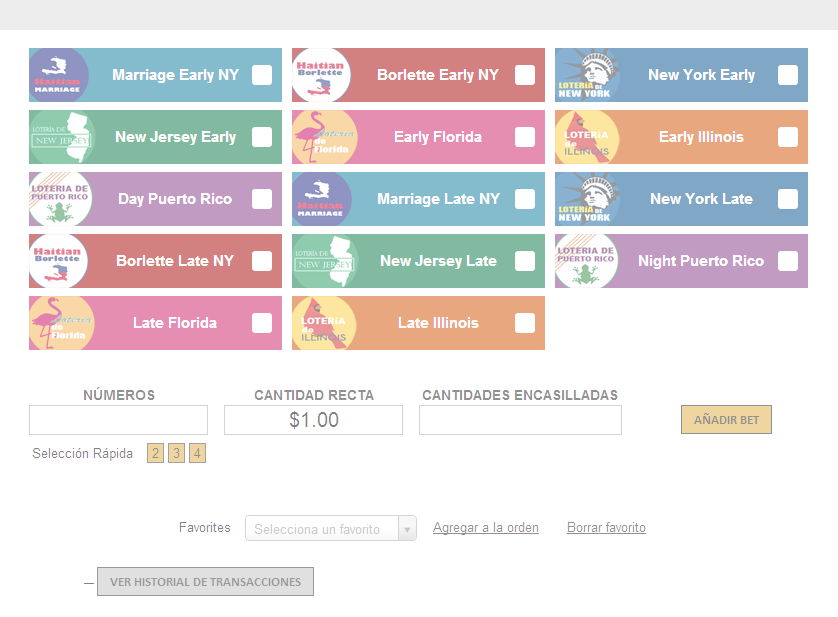 Haitian MARRIAGE Marriage Early NY
Haitian Borlette Borlette Early NY
LOTERIA DE NEW YORK New York Early
LOTERÍA DE NEW JERSEY New Jersey Early
Loteria de Florida Early Florida
LOTERIA de ILLINOIS Early Illinois
LOTERIA DE PUERTO RICO Day Puerto Rico
Haitian MARRIAGE Marriage Late NY
LOTERIA DE NEW YORK New York Late
Haitian Borlette Borlette Late NY
LOTERÍA DE NEW JERSEY New Jersey Late
LOTERIA DE PUERTO RICO Night Puerto Rico
Loteria de Florida Late Florida
LOTERIA de ILLINOIS Late Illinois
NÚMEROS CANTIDAD RECTA CANTIDADES ENCASILLADAS
$1.00 AÑADIR BET
Selección Rápida 2 3 4
Favorites Selecciona un favorito Agregar a la orden Borrar favorito
– VER HISTORIAL DE TRANSACCIONES